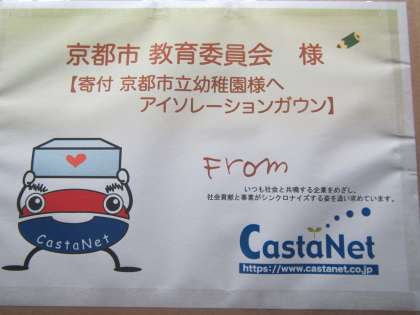 京都市 教育委員会 様
【寄付 京都市立幼稚園様へ
アイソレーションガウン】
From
いつも社会と共鳴する企業をめざし、
社会貢献と事業がシンクロナイズする姿を追い求めています。
CastaNet
CastaNet
https://www.castanet.co.jp